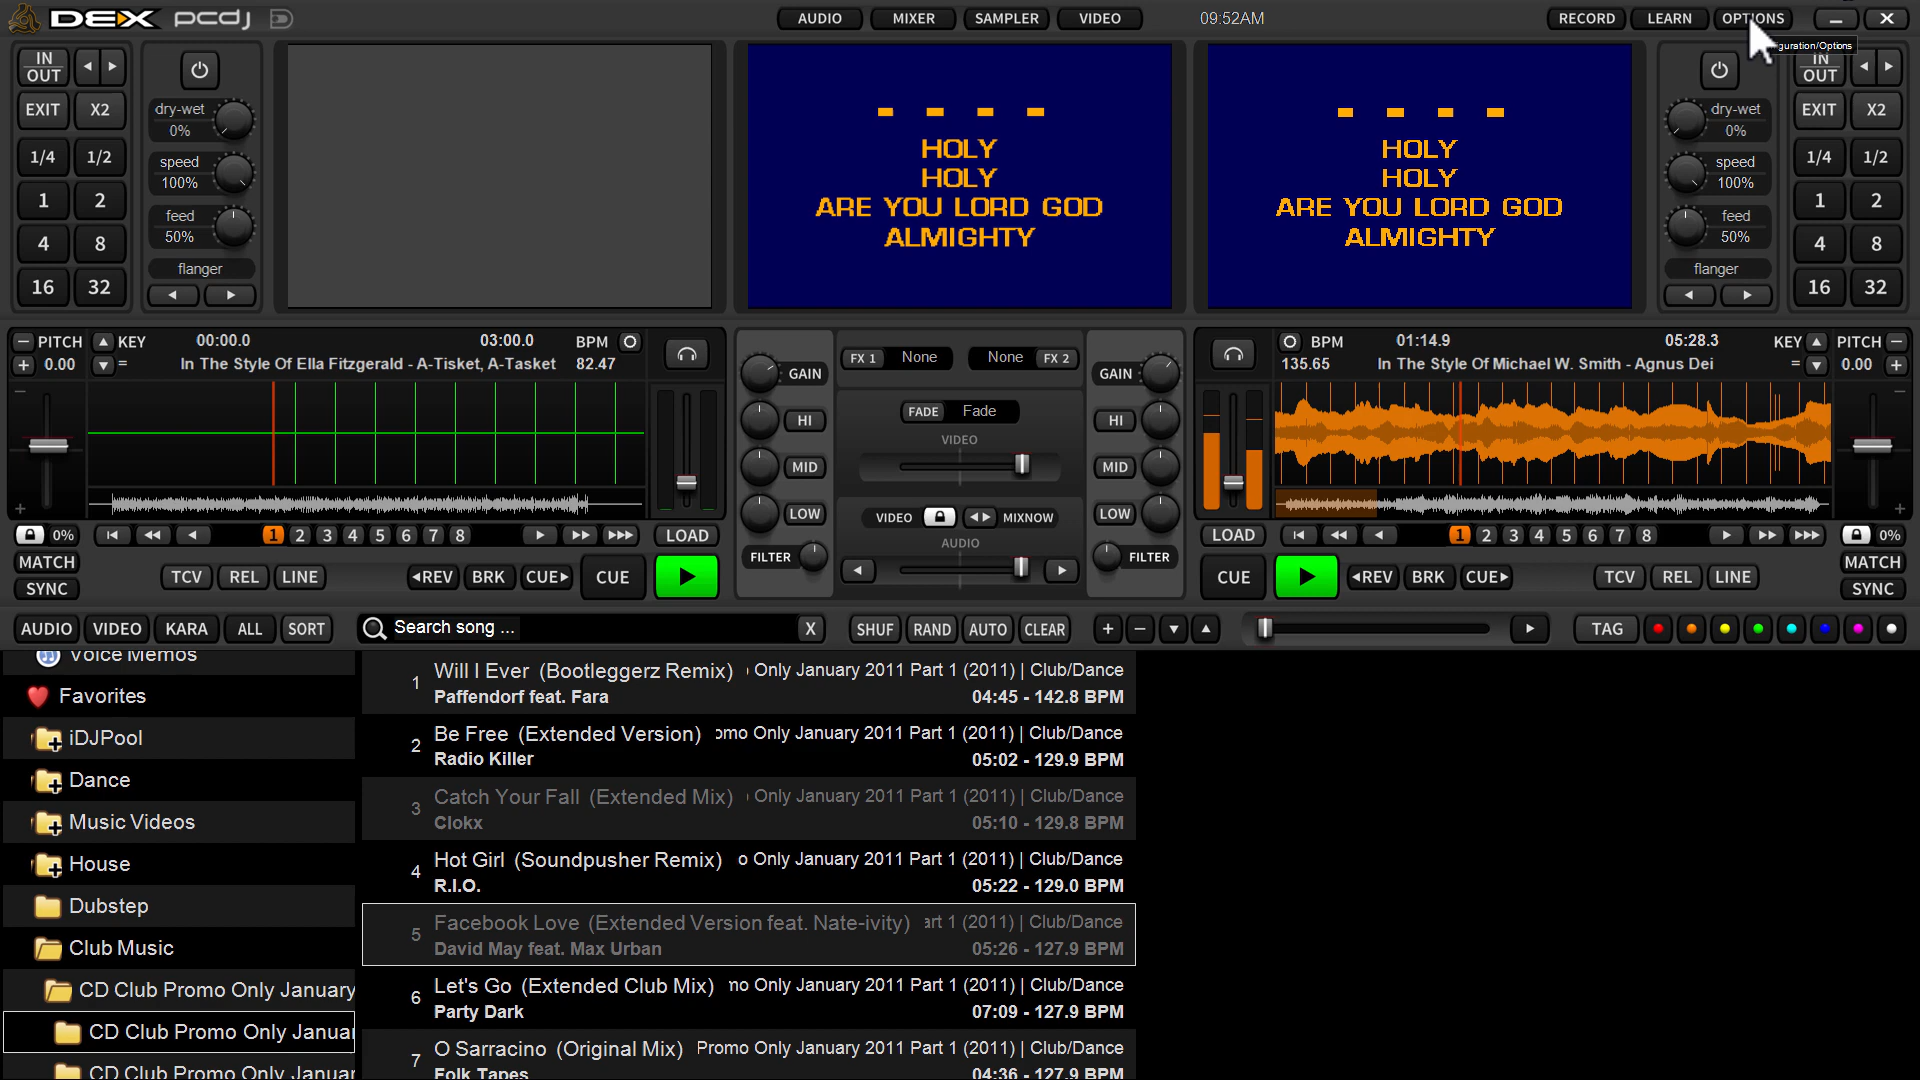 DEX pcdj
AUDIO MIXER SAMPLER VIDEO
09:52AM
RECORD LEARN OPTIONS
guration/Options
IN OUT
EXIT X2
1/4 1/2
1 2
4 8
16 32
dry-wet
0%
speed
100%
feed
50%
flanger
HOLY
HOLY
ARE YOU LORD GOD
ALMIGHTY
HOLY
HOLY
ARE YOU LORD GOD
ALMIGHTY
dry-wet
0%
speed
100%
feed
50%
flanger
IN OUT
EXIT X2
1/4 1/2
1 2
4 8
16 32
PITCH KEY 00:00.0 03:00.0 BPM
0.00 = In The Style Of Ella Fitzgerald - A-Tisket, A-Tasket 82.47
0% 1 2 3 4 5 6 7 8 LOAD
MATCH
SYNC
TCV REL LINE REV BRK CUE CUE
GAIN
HI
MID
LOW
FILTER
FX 1 None None FX 2
FADE Fade
VIDEO
VIDEO MIXNOW
AUDIO
GAIN
HI
MID
LOW
FILTER
BPM 01:14.9 05:28.3 KEY PITCH
135.65 In The Style Of Michael W. Smith - Agnus Dei = 0.00
LOAD 1 2 3 4 5 6 7 8 0%
MATCH
SYNC
CUE REV BRK CUE TCV REL LINE
AUDIO VIDEO KARA ALL SORT
Search song ... X
SHUF RAND AUTO CLEAR + −
TAG
Voice Memos
Favorites
iDJPool
Dance
Music Videos
House
Dubstep
Club Music
CD Club Promo Only January
CD Club Promo Only Januar
CD Club Promo Only Januar
1 Will I Ever (Bootleggerz Remix) Only January 2011 Part 1 (2011) | Club/Dance
Paffendorf feat. Fara 04:45 - 142.8 BPM
2 Be Free (Extended Version) omo Only January 2011 Part 1 (2011) | Club/Dance
Radio Killer 05:02 - 129.9 BPM
3 Catch Your Fall (Extended Mix) Only January 2011 Part 1 (2011) | Club/Dance
Clokx 05:10 - 129.8 BPM
4 Hot Girl (Soundpusher Remix) o Only January 2011 Part 1 (2011) | Club/Dance
R.I.O. 05:22 - 129.0 BPM
5 Facebook Love (Extended Version feat. Nate-ivity) art 1 (2011) | Club/Dance
David May feat. Max Urban 05:26 - 127.9 BPM
6 Let's Go (Extended Club Mix) no Only January 2011 Part 1 (2011) | Club/Dance
Party Dark 07:09 - 127.9 BPM
7 O Sarracino (Original Mix) Promo Only January 2011 Part 1 (2011) | Club/Dance
Folk Tapes 04:36 - 127.9 BPM